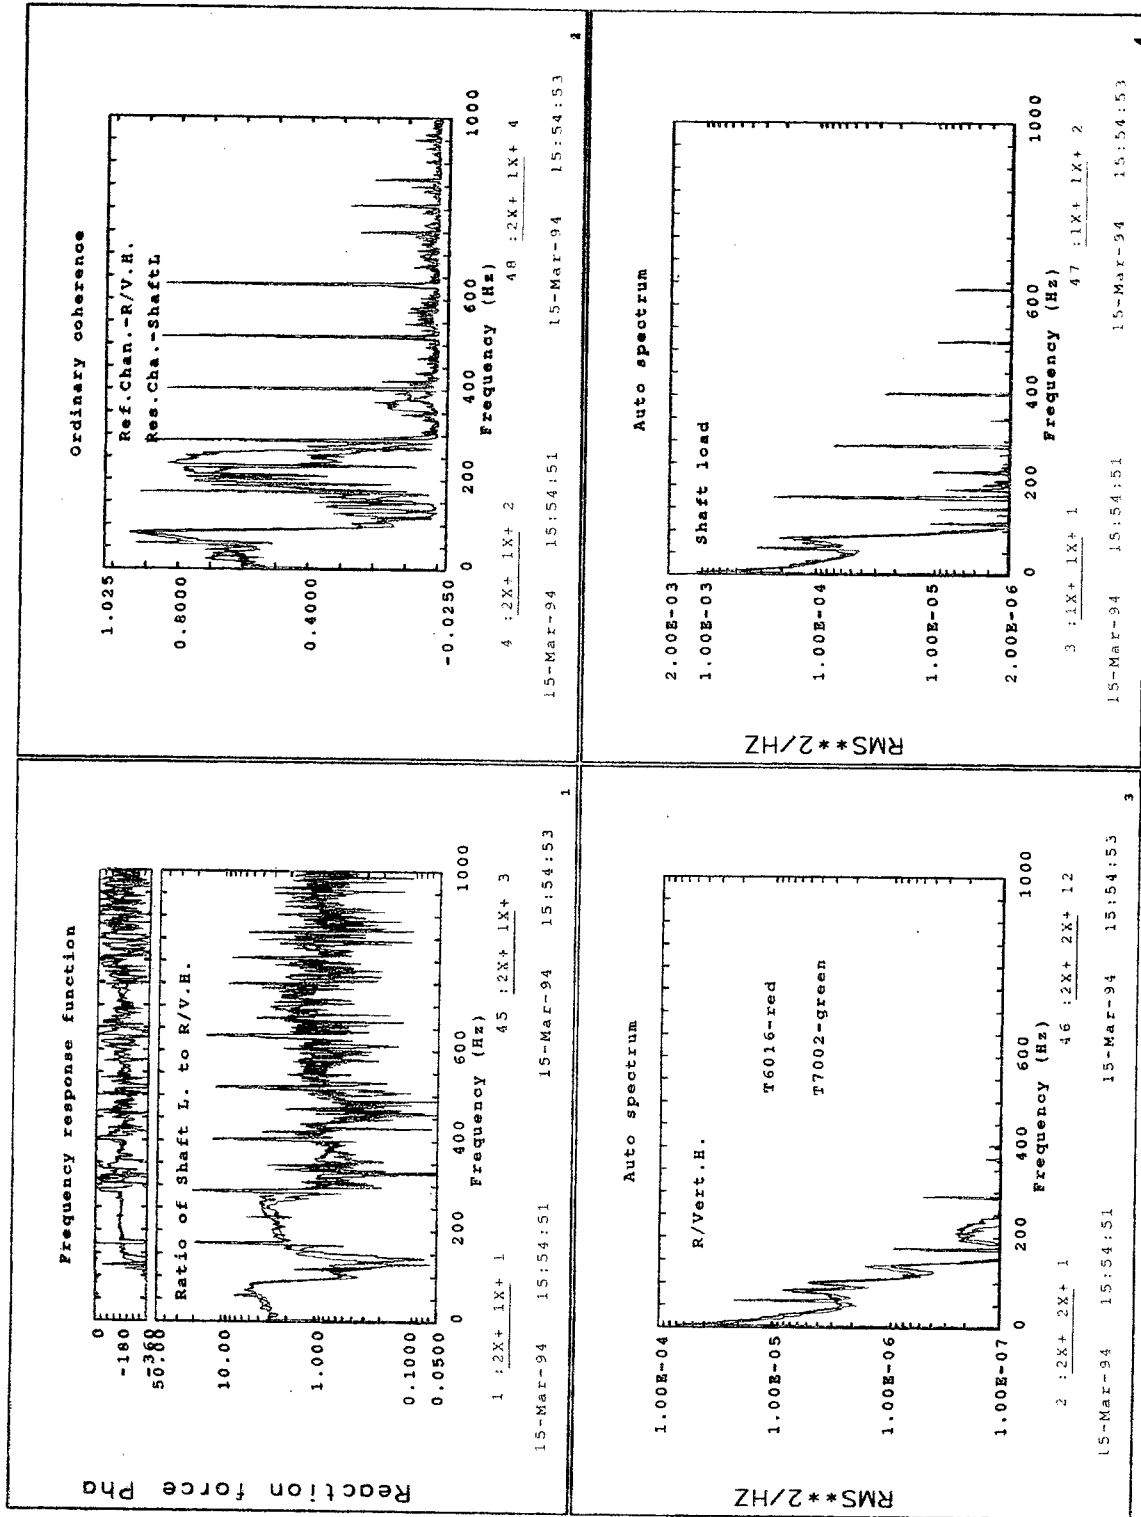 Frequency response function
0
-180
-360
50.00
Ratio of Shaft L. to R/V.H.
10.00
1.000
0.1000
0.0500
0 200 400 600 1000
Frequency (Hz)
1 :2X+ 1X+ 1 45 :2X+ 1X+ 3
15-Mar-94 15:54:51 15-Mar-94 15:54:53
Reaction force Pha
1
Ordinary coherence
1.025
Ref.Chan.-R/V.H.
Res.Cha.-ShaftL
0.8000
0.4000
-0.0250
0 200 400 600 1000
Frequency (Hz)
4 :2X+ 1X+ 2 48 :2X+ 1X+ 4
15-Mar-94 15:54:51 15-Mar-94 15:54:53
2
Auto spectrum
1.00E-04
R/Vert.H.
T6016-red
1.00E-05
T7002-green
1.00E-06
1.00E-07
0 200 400 600 1000
Frequency (Hz)
2 :2X+ 2X+ 1 46 :2X+ 2X+ 12
15-Mar-94 15:54:51 15-Mar-94 15:54:53
RMS**2/HZ
3
Auto spectrum
2.00E-03
1.00E-03
Shaft load
1.00E-04
1.00E-05
2.00E-06
0 200 400 600 1000
Frequency (Hz)
3 :1X+ 1X+ 1 47 :1X+ 1X+ 2
15-Mar-94 15:54:51 15-Mar-94 15:54:53
RMS**2/HZ
4